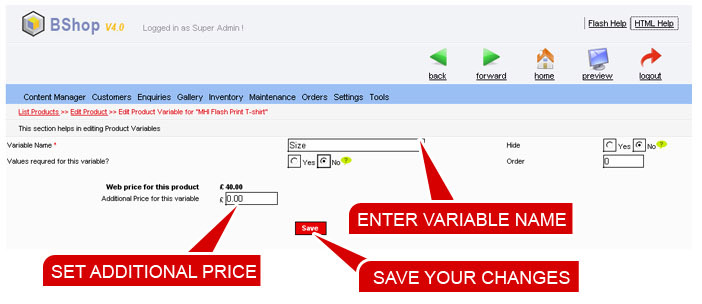 BShop V4.0
Logged in as Super Admin !
Flash Help
HTML Help
back
forward
home
preview
logout
Content Manager Customers Enquiries Gallery Inventory Maintenance Orders Settings Tools
List Products >> Edit Product >> Edit Product Variable for "MHI Flash Print T-shirt"
This section helps in editing Product Variables
Variable Name *
Size
Hide
Yes
No
?
Values requred for this variable?
Yes
No
?
Order
0
Web price for this product £ 40.00
Additional Price for this variable £ 0.00
ENTER VARIABLE NAME
Save
SET ADDITIONAL PRICE
SAVE YOUR CHANGES